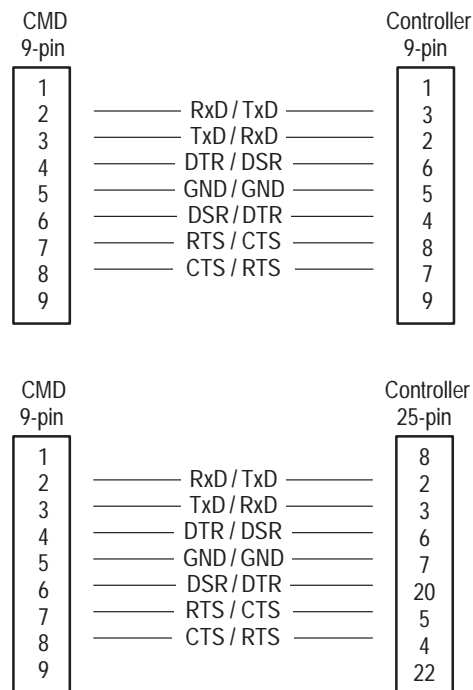 CMD Controller
9-pin 9-pin
1 1
2 RxD / TxD 3
3 TxD / RxD 2
4 DTR / DSR 6
5 GND / GND 5
6 DSR / DTR 4
7 RTS / CTS 8
8 CTS / RTS 7
9 9
CMD Controller
9-pin 25-pin
1 8
2 RxD / TxD 2
3 TxD / RxD 3
4 DTR / DSR 6
5 GND / GND 7
6 DSR / DTR 20
7 RTS / CTS 5
8 CTS / RTS 4
9 22